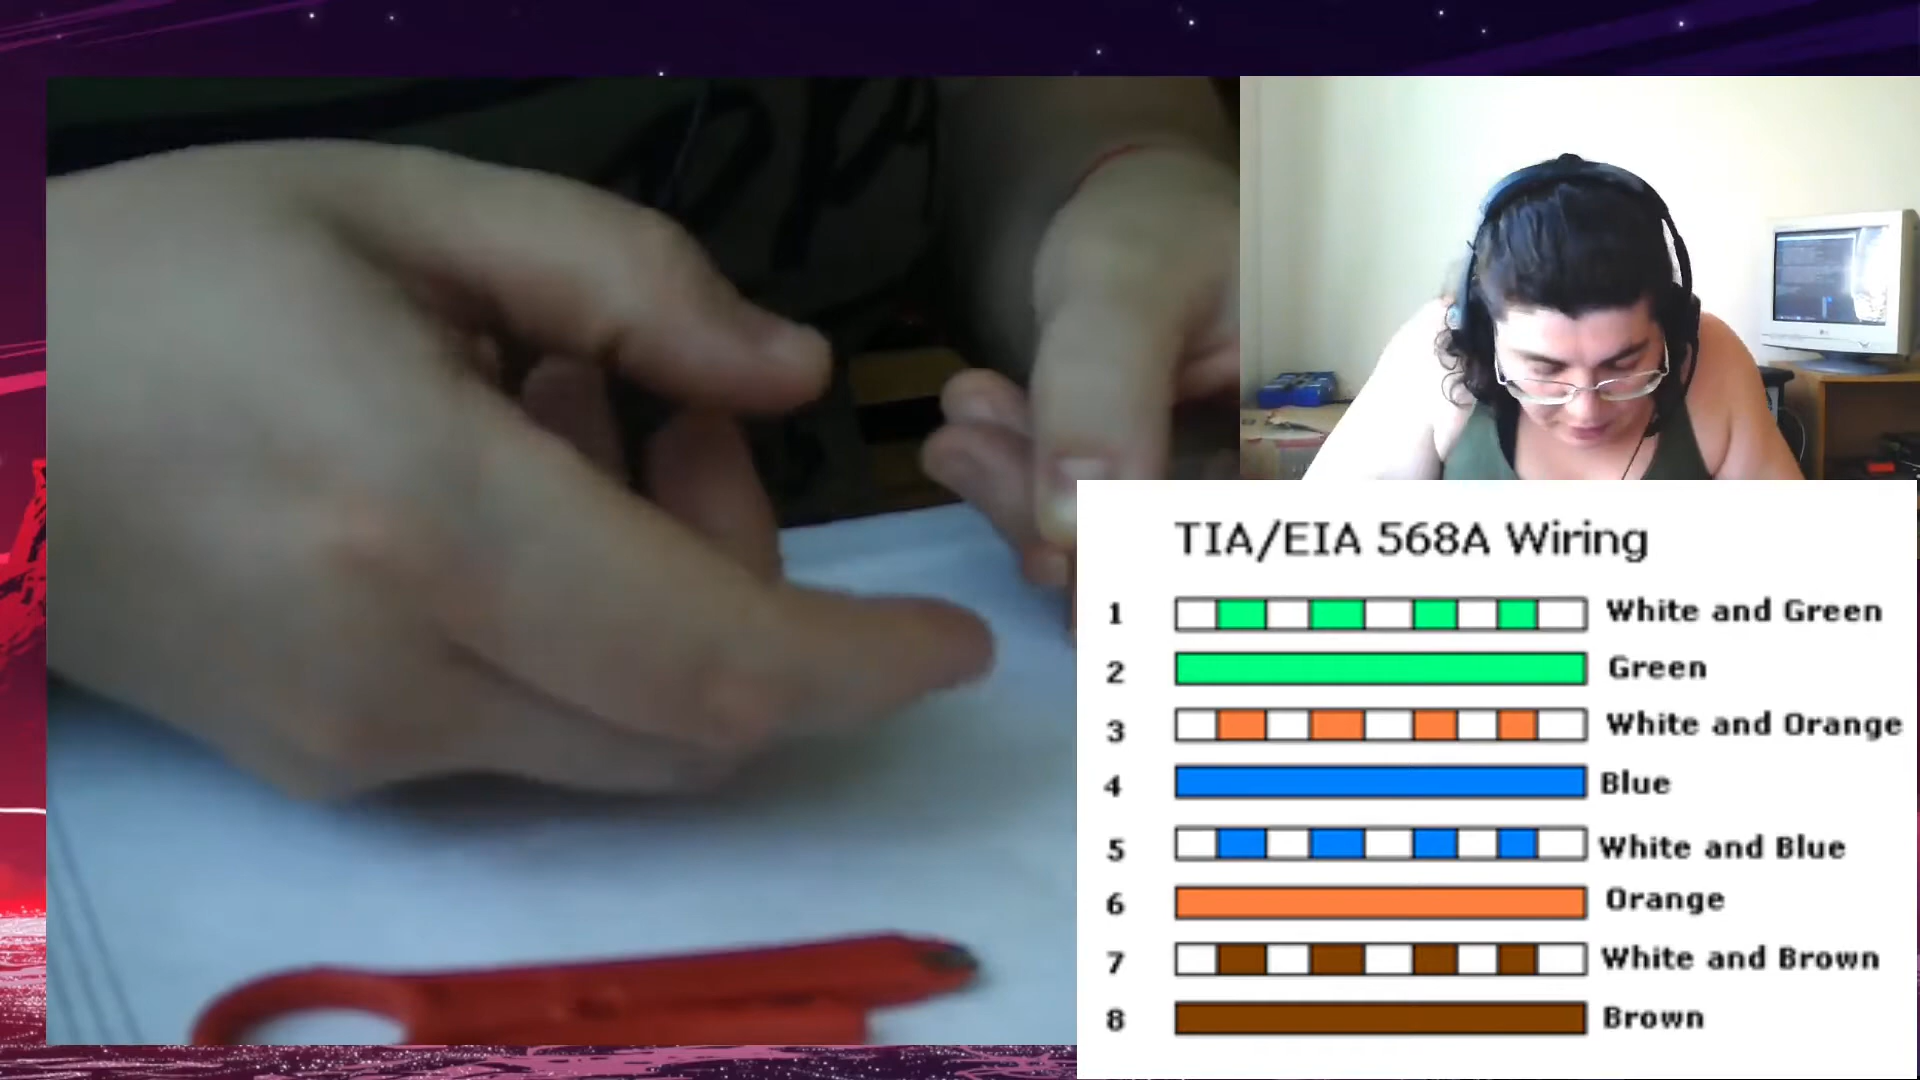 TIA/EIA 568A Wiring
1 White and Green
2 Green
3 White and Orange
4 Blue
5 White and Blue
6 Orange
7 White and Brown
8 Brown